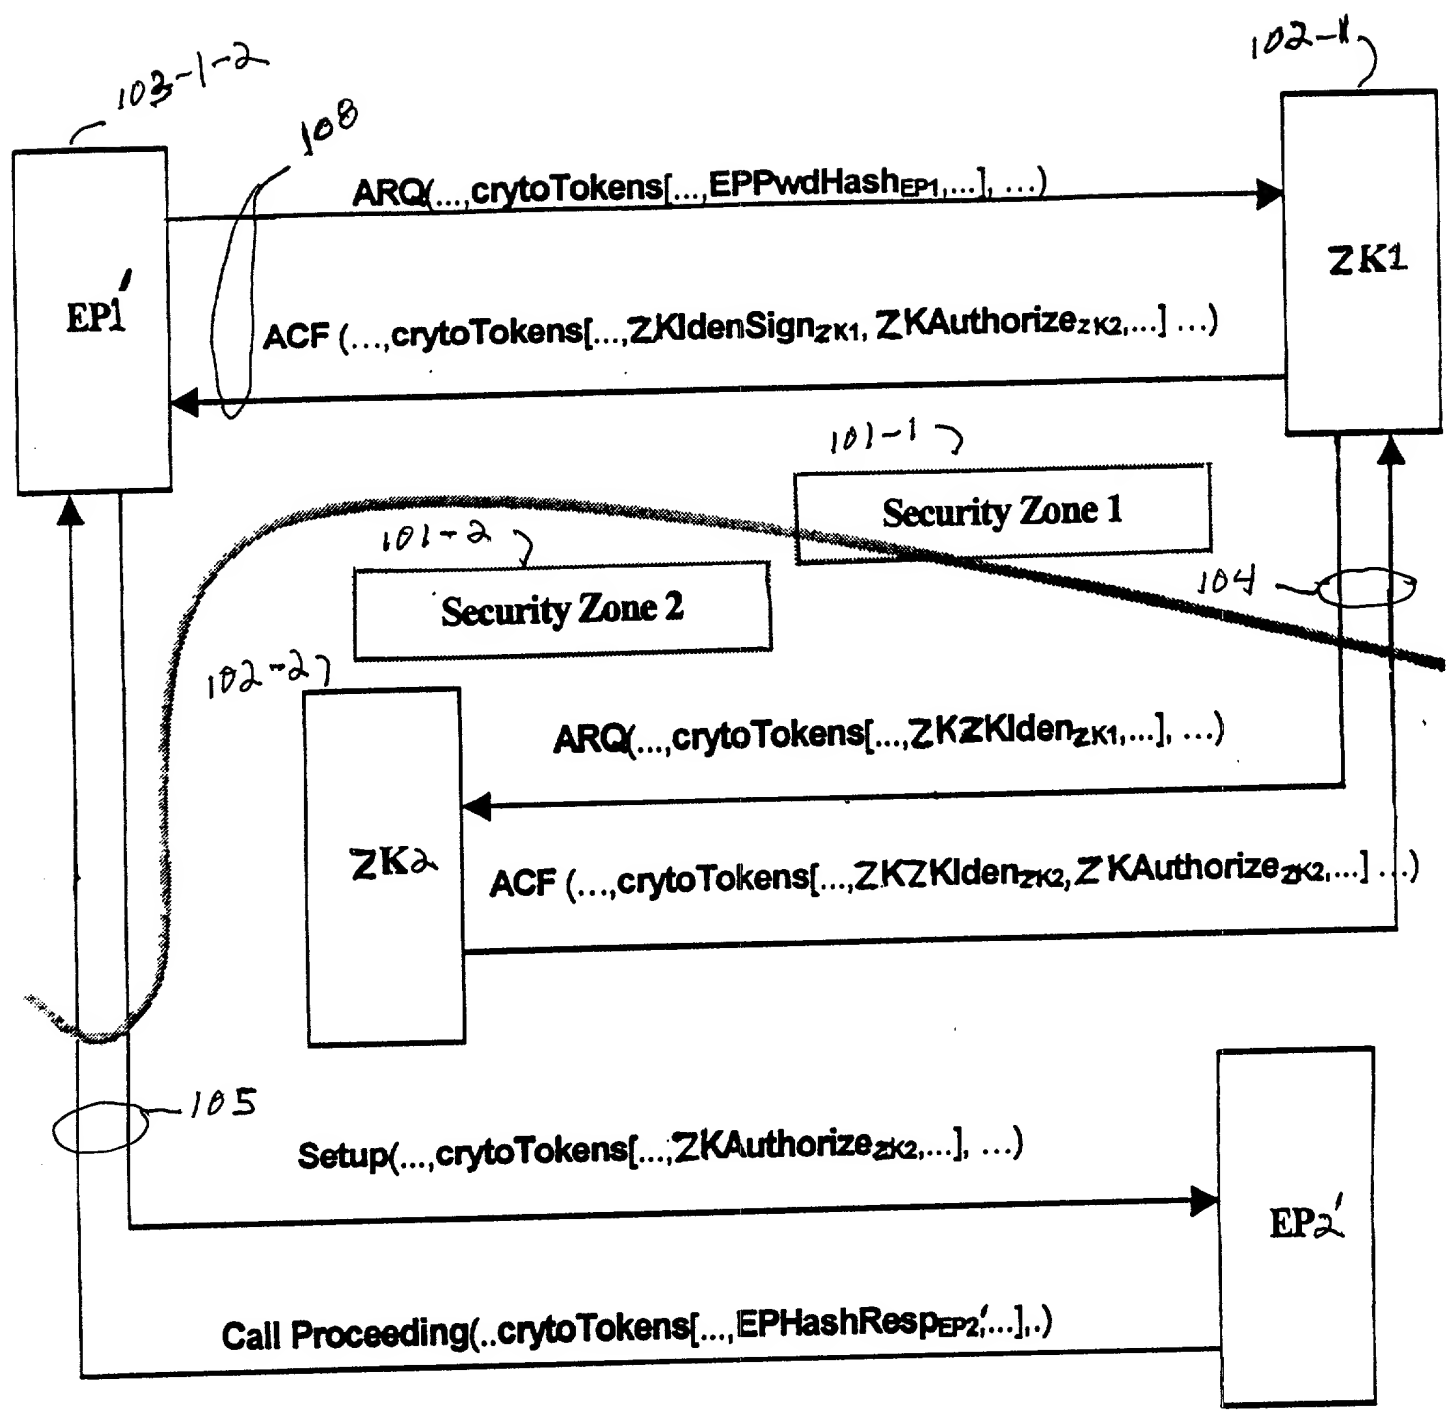 102-1
103-1-2
108
ARQ(...,crytoTokens[...,EPPwdHashEP1,...], ...)
ZK1
EP1'
ACF (...,crytoTokens[...,ZKIdenSignZK1, ZKAuthorizeZK2,...] ...)
101-1
Security Zone 1
101-2
104
Security Zone 2
102-2
ARQ(...,crytoTokens[...,ZKZKIdenZK1,...], ...)
ZK2
ACF (...,crytoTokens[...,ZKZKIdenZK2, ZKAuthorizeZK2,...] ...)
105
Setup(...,crytoTokens[...,ZKAuthorizeZK2,...], ...)
EP2'
Call Proceeding(..crytoTokens[...,EPHashRespEP2',...],.)